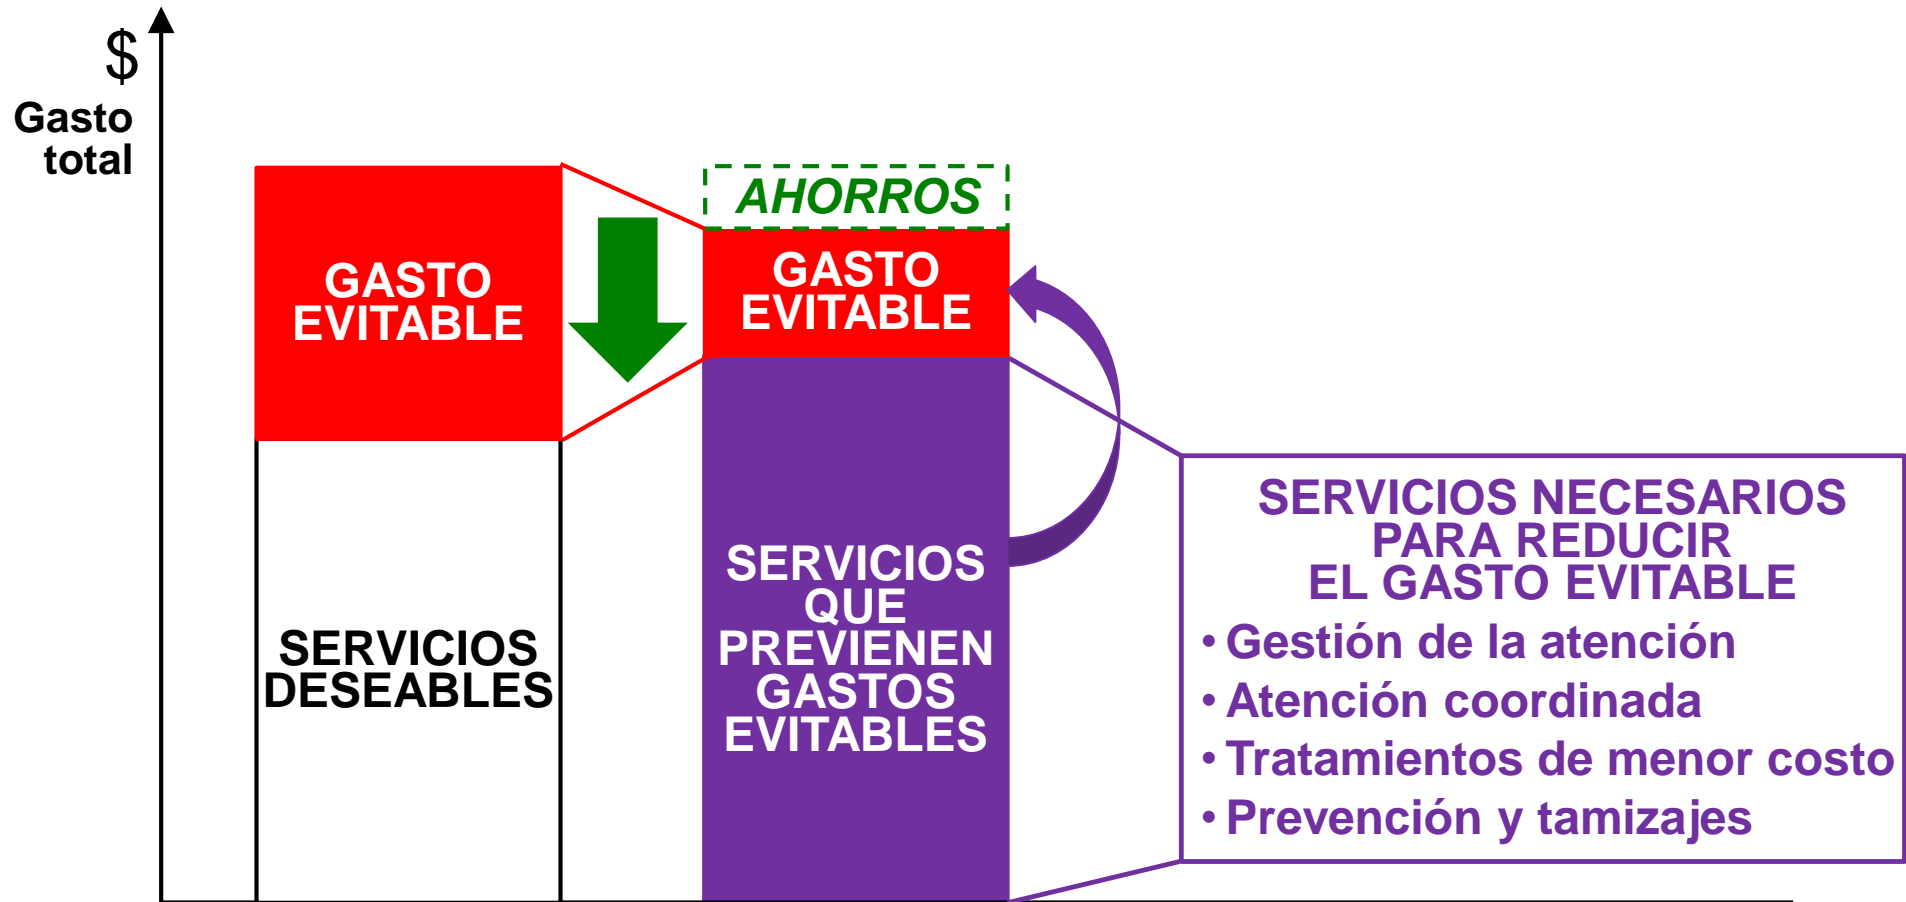 $
Gasto
total
GASTO
EVITABLE
SERVICIOS
DESEABLES
AHORROS
GASTO
EVITABLE
SERVICIOS
QUE
PREVIENEN
GASTOS
EVITABLES
SERVICIOS NECESARIOS
PARA REDUCIR
EL GASTO EVITABLE
• Gestión de la atención
• Atención coordinada
• Tratamientos de menor costo
• Prevención y tamizajes